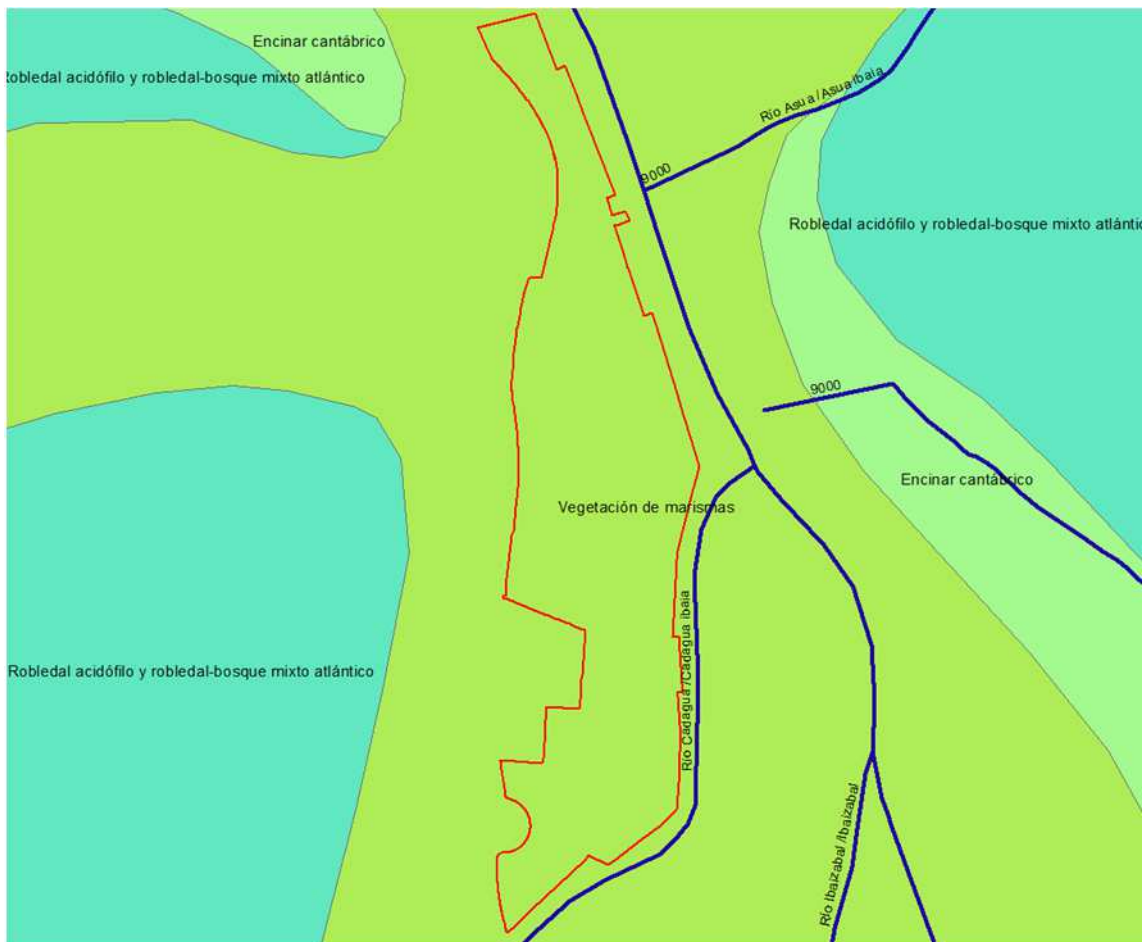 Encinar cantábrico
Robledal acidófilo y robledal-bosque mixto atlántico
Río Asua /Asua Ibaia
9000
Robledal acidófilo y robledal-bosque mixto atlántic
9000
Encinar cantábrico
Vegetación de marismas
Río Cadagua /Cadagua ibaia
Robledal acidófilo y robledal-bosque mixto atlántico
Río Ibaizabal /Ibaizabal